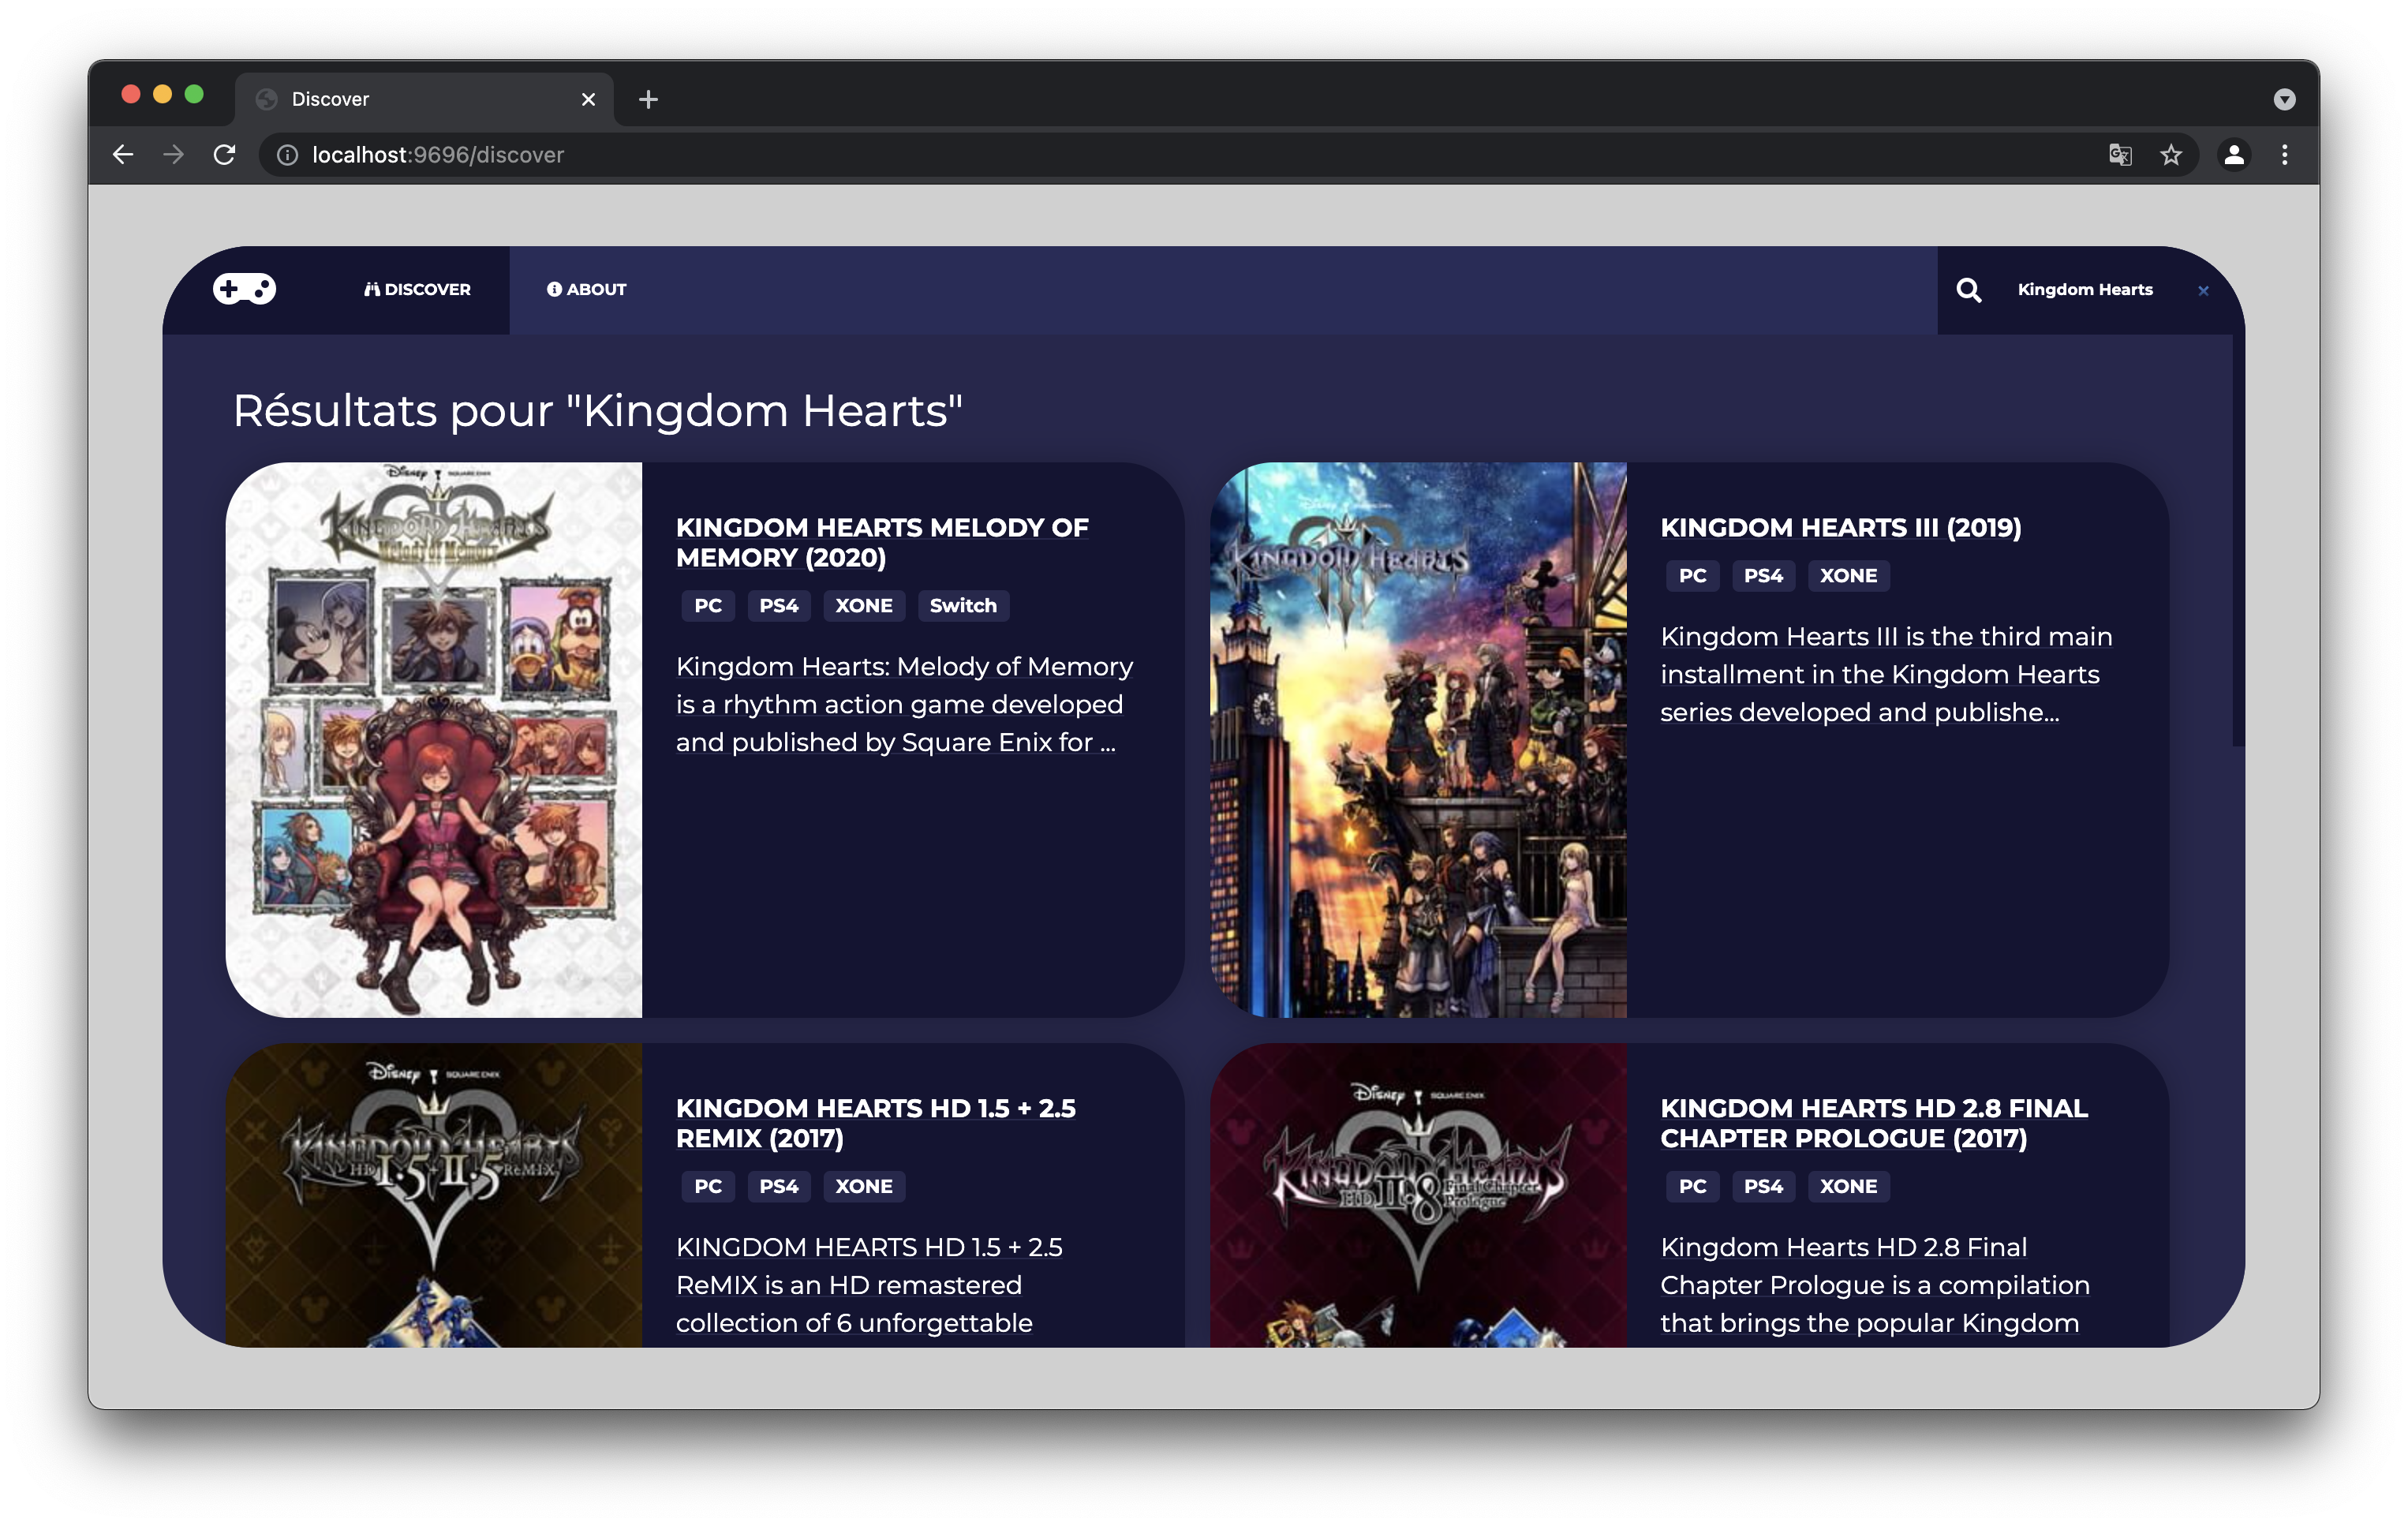 Discover
localhost:9696/discover
DISCOVER
ABOUT
Kingdom Hearts
Résultats pour "Kingdom Hearts"
Disney SQUARE ENIX
KINGDOM HEARTS
Melody of Memory
KINGDOM HEARTS MELODY OF
MEMORY (2020)
PC PS4 XONE Switch
Kingdom Hearts: Melody of Memory
is a rhythm action game developed
and published by Square Enix for ...
KINGDOM HEARTS
III
KINGDOM HEARTS III (2019)
PC PS4 XONE
Kingdom Hearts III is the third main
installment in the Kingdom Hearts
series developed and publishe...
Disney SQUARE ENIX
KINGDOM HEARTS
HD I.5+II.5 ReMIX
KINGDOM HEARTS HD 1.5 + 2.5
REMIX (2017)
PC PS4 XONE
KINGDOM HEARTS HD 1.5 + 2.5
ReMIX is an HD remastered
collection of 6 unforgettable
Disney SQUARE ENIX
KINGDOM HEARTS
HD II.8 Final Chapter
Prologue
KINGDOM HEARTS HD 2.8 FINAL
CHAPTER PROLOGUE (2017)
PC PS4 XONE
Kingdom Hearts HD 2.8 Final
Chapter Prologue is a compilation
that brings the popular Kingdom